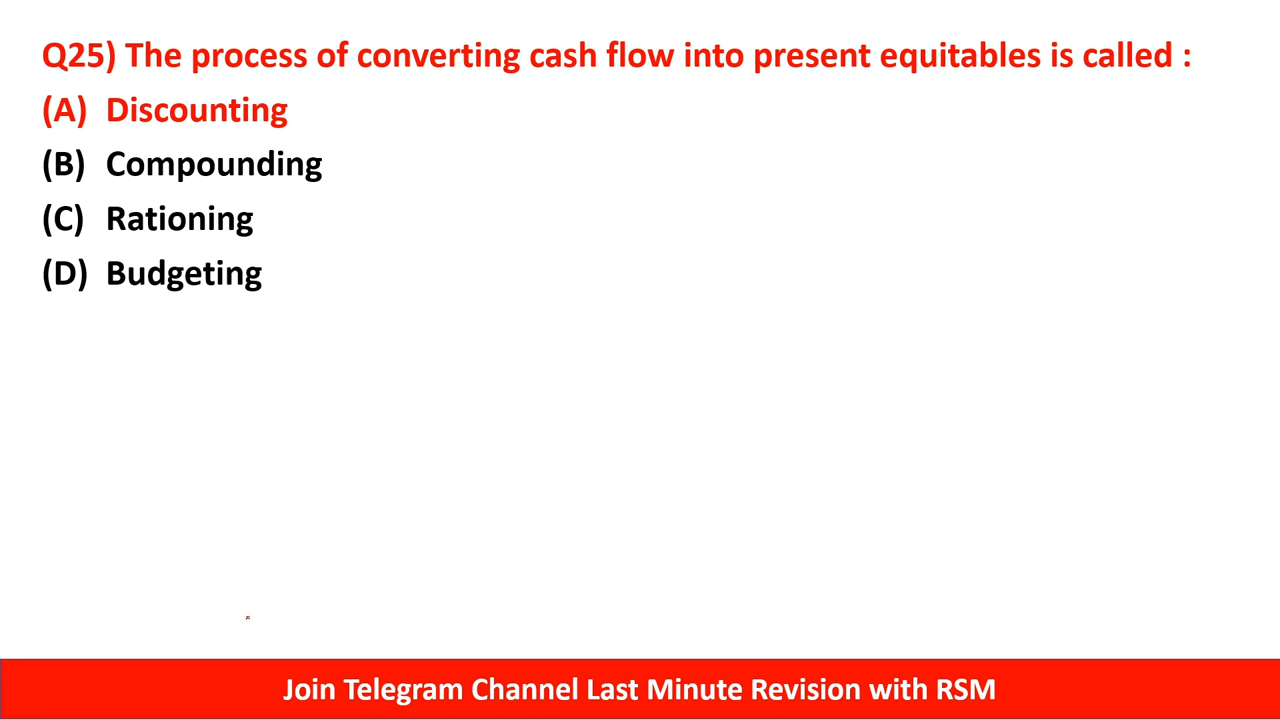 Q25) The process of converting cash flow into present equitables is called :
(A) Discounting
(B) Compounding
(C) Rationing
(D) Budgeting
Join Telegram Channel Last Minute Revision with RSM